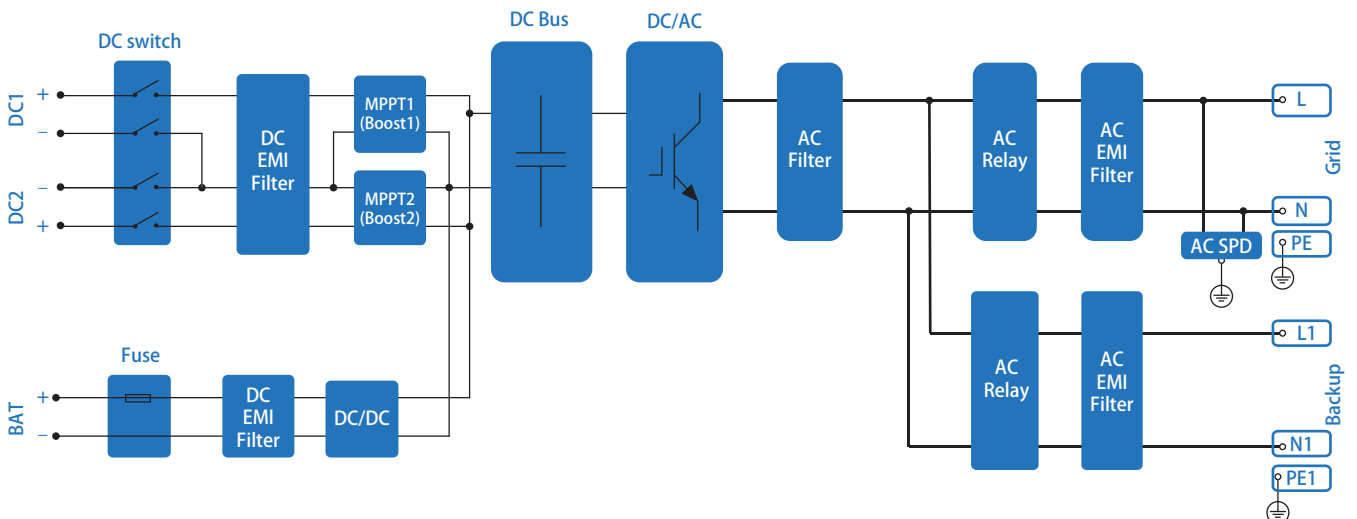 DC Bus
DC/AC
DC switch
DC1
+
−
DC2
−
+
DC
EMI
Filter
MPPT1
(Boost1)
MPPT2
(Boost2)
AC
Filter
AC
Relay
AC
EMI
Filter
L
Grid
N
AC SPD
PE
Fuse
BAT
+
−
DC
EMI
Filter
DC/DC
AC
Relay
AC
EMI
Filter
L1
Backup
N1
PE1